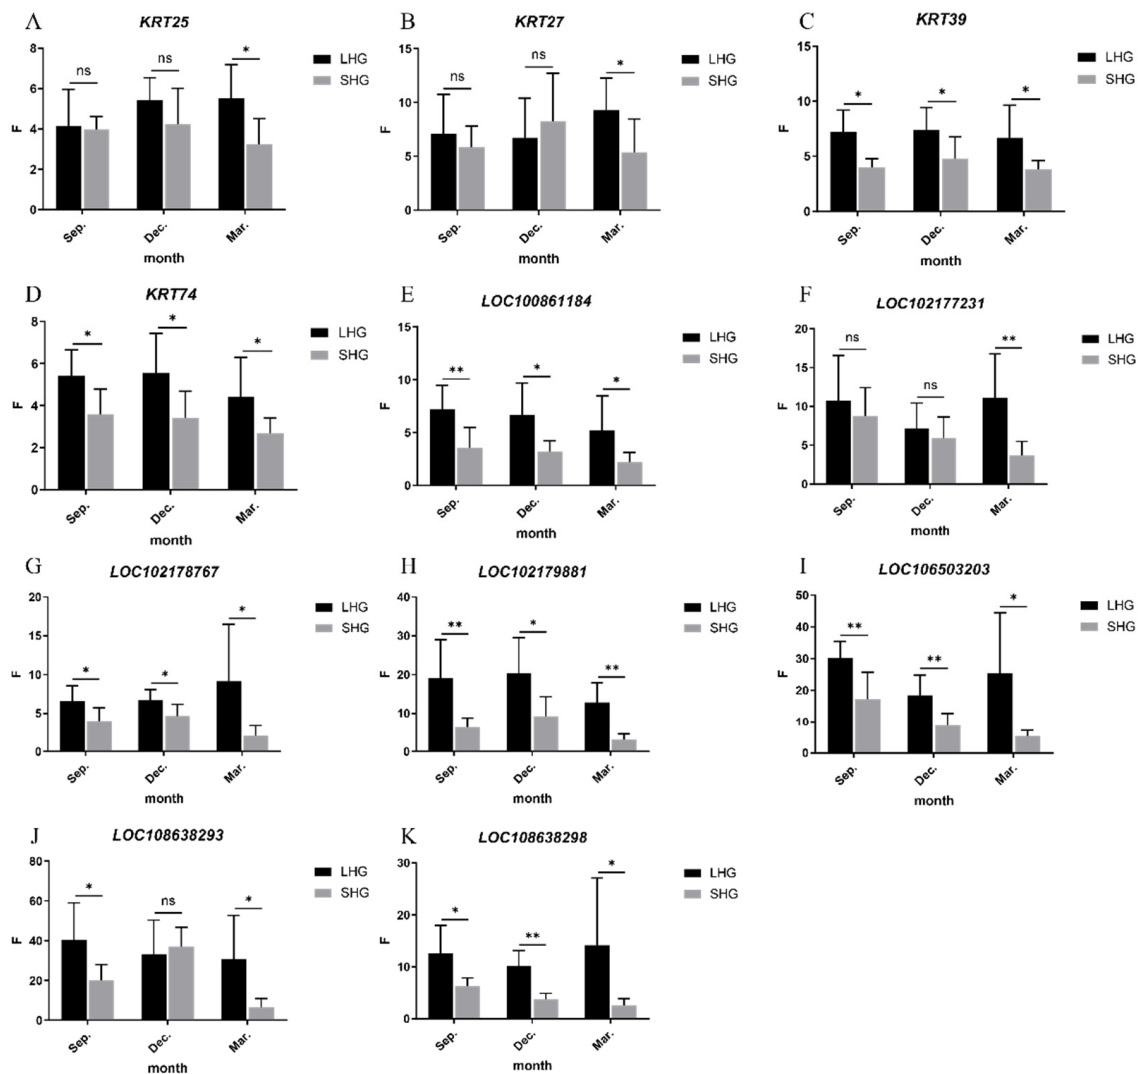 A KRT25
8
6
4
2
0
F
ns
ns
*
LHG
SHG
Sep.
Dec.
Mar.
month
B KRT27
15
10
5
0
F
ns
ns
*
LHG
SHG
Sep.
Dec.
Mar.
month
C KRT39
15
10
5
0
F
*
*
*
LHG
SHG
Sep.
Dec.
Mar.
month
D KRT74
8
6
4
2
0
F
*
*
*
LHG
SHG
Sep.
Dec.
Mar.
month
E LOC100861184
15
10
5
0
F
**
*
*
LHG
SHG
Sep.
Dec.
Mar.
month
F LOC102177231
20
15
10
5
0
F
ns
ns
**
LHG
SHG
Sep.
Dec.
Mar.
month
G LOC102178767
20
15
10
5
0
F
*
*
*
LHG
SHG
Sep.
Dec.
Mar.
month
H LOC102179881
40
30
20
10
0
F
**
*
**
LHG
SHG
Sep.
Dec.
Mar.
month
I LOC106503203
50
40
30
20
10
0
F
**
**
*
LHG
SHG
Sep.
Dec.
Mar.
month
J LOC108638293
80
60
40
20
0
F
*
ns
*
LHG
SHG
Sep.
Dec.
Mar.
month
K LOC108638298
30
20
10
0
F
*
**
*
LHG
SHG
Sep.
Dec.
Mar.
month